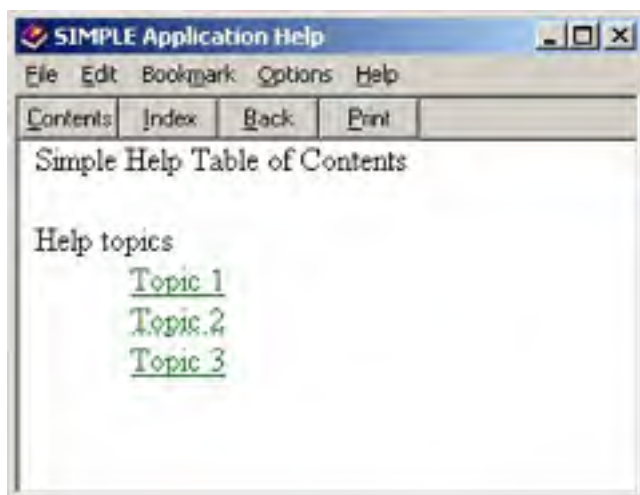 SIMPLE Application Help
File Edit Bookmark Options Help
Contents Index Back Print
Simple Help Table of Contents
Help topics
Topic 1
Topic 2
Topic 3